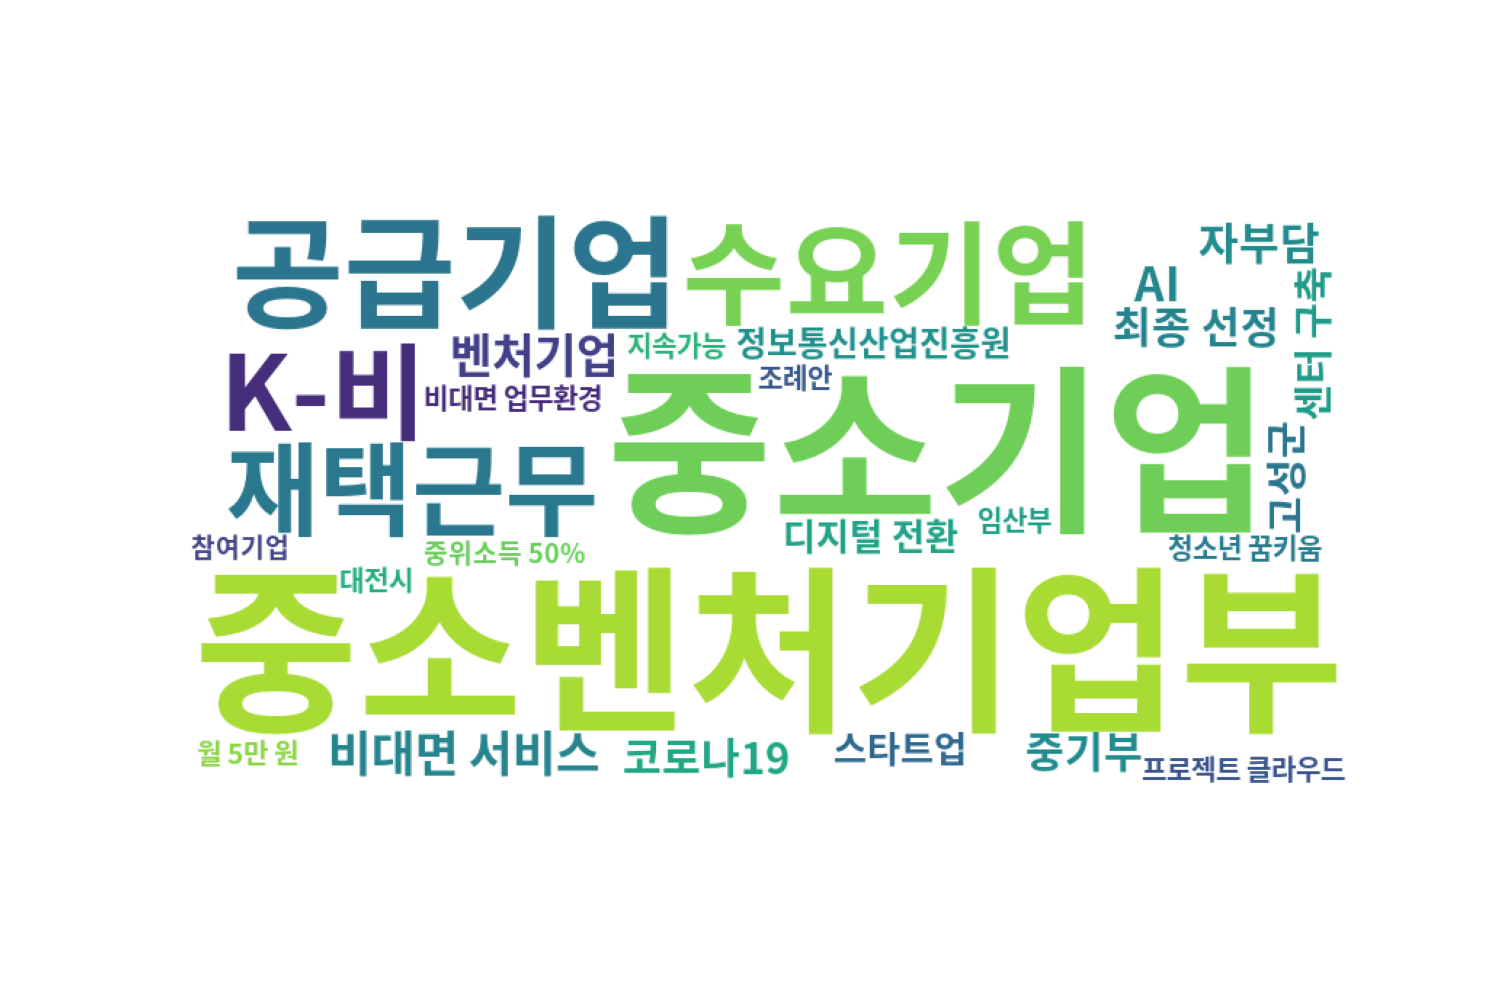 공급기업 수요기업 자부담
AI
최종 선정
센터 구축
K-비 벤처기업 지속가능 정보통신산업진흥원
비대면 업무환경 조례안
중소기업
재택근무
고성군
디지털 전환 임산부
참여기업 중위소득 50% 청소년 꿈키움
대전시
중소벤처기업부
월 5만 원 비대면 서비스 코로나19 스타트업 중기부 프로젝트 클라우드